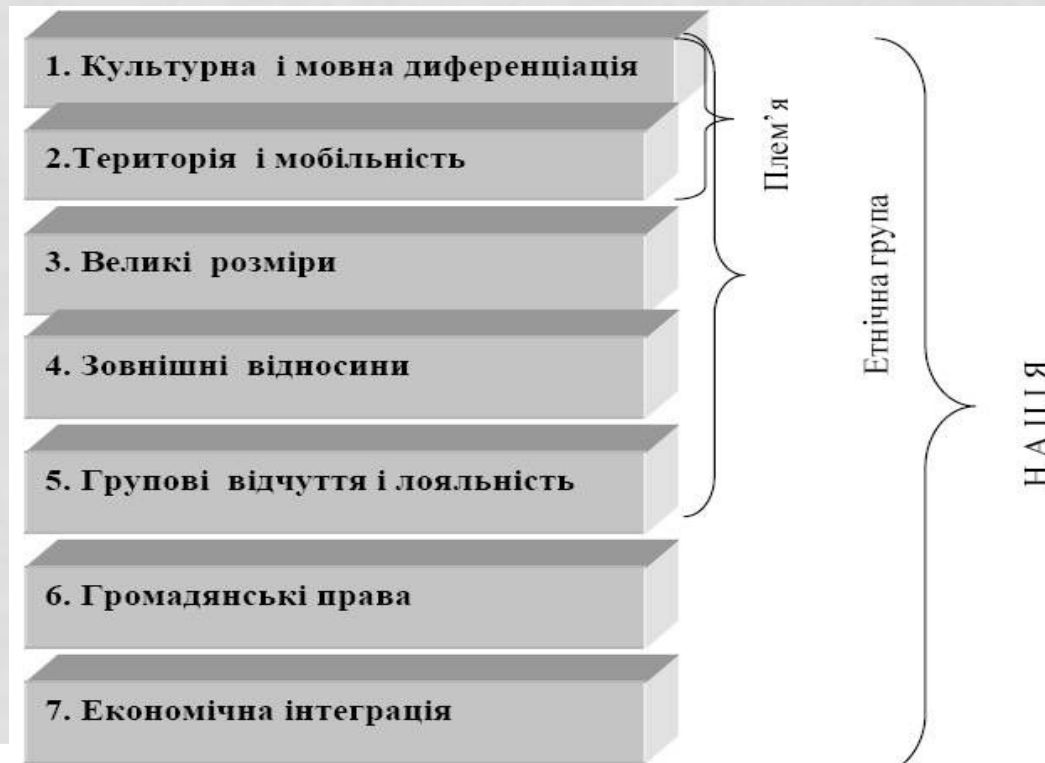 1. Культурна і мовна диференціація
2.Територія і мобільність
3. Великі розміри
4. Зовнішні відносини
5. Групові відчуття і лояльність
6. Громадянські права
7. Економічна інтеграція
Плем’я
Етнічна група
НАЦІЯ